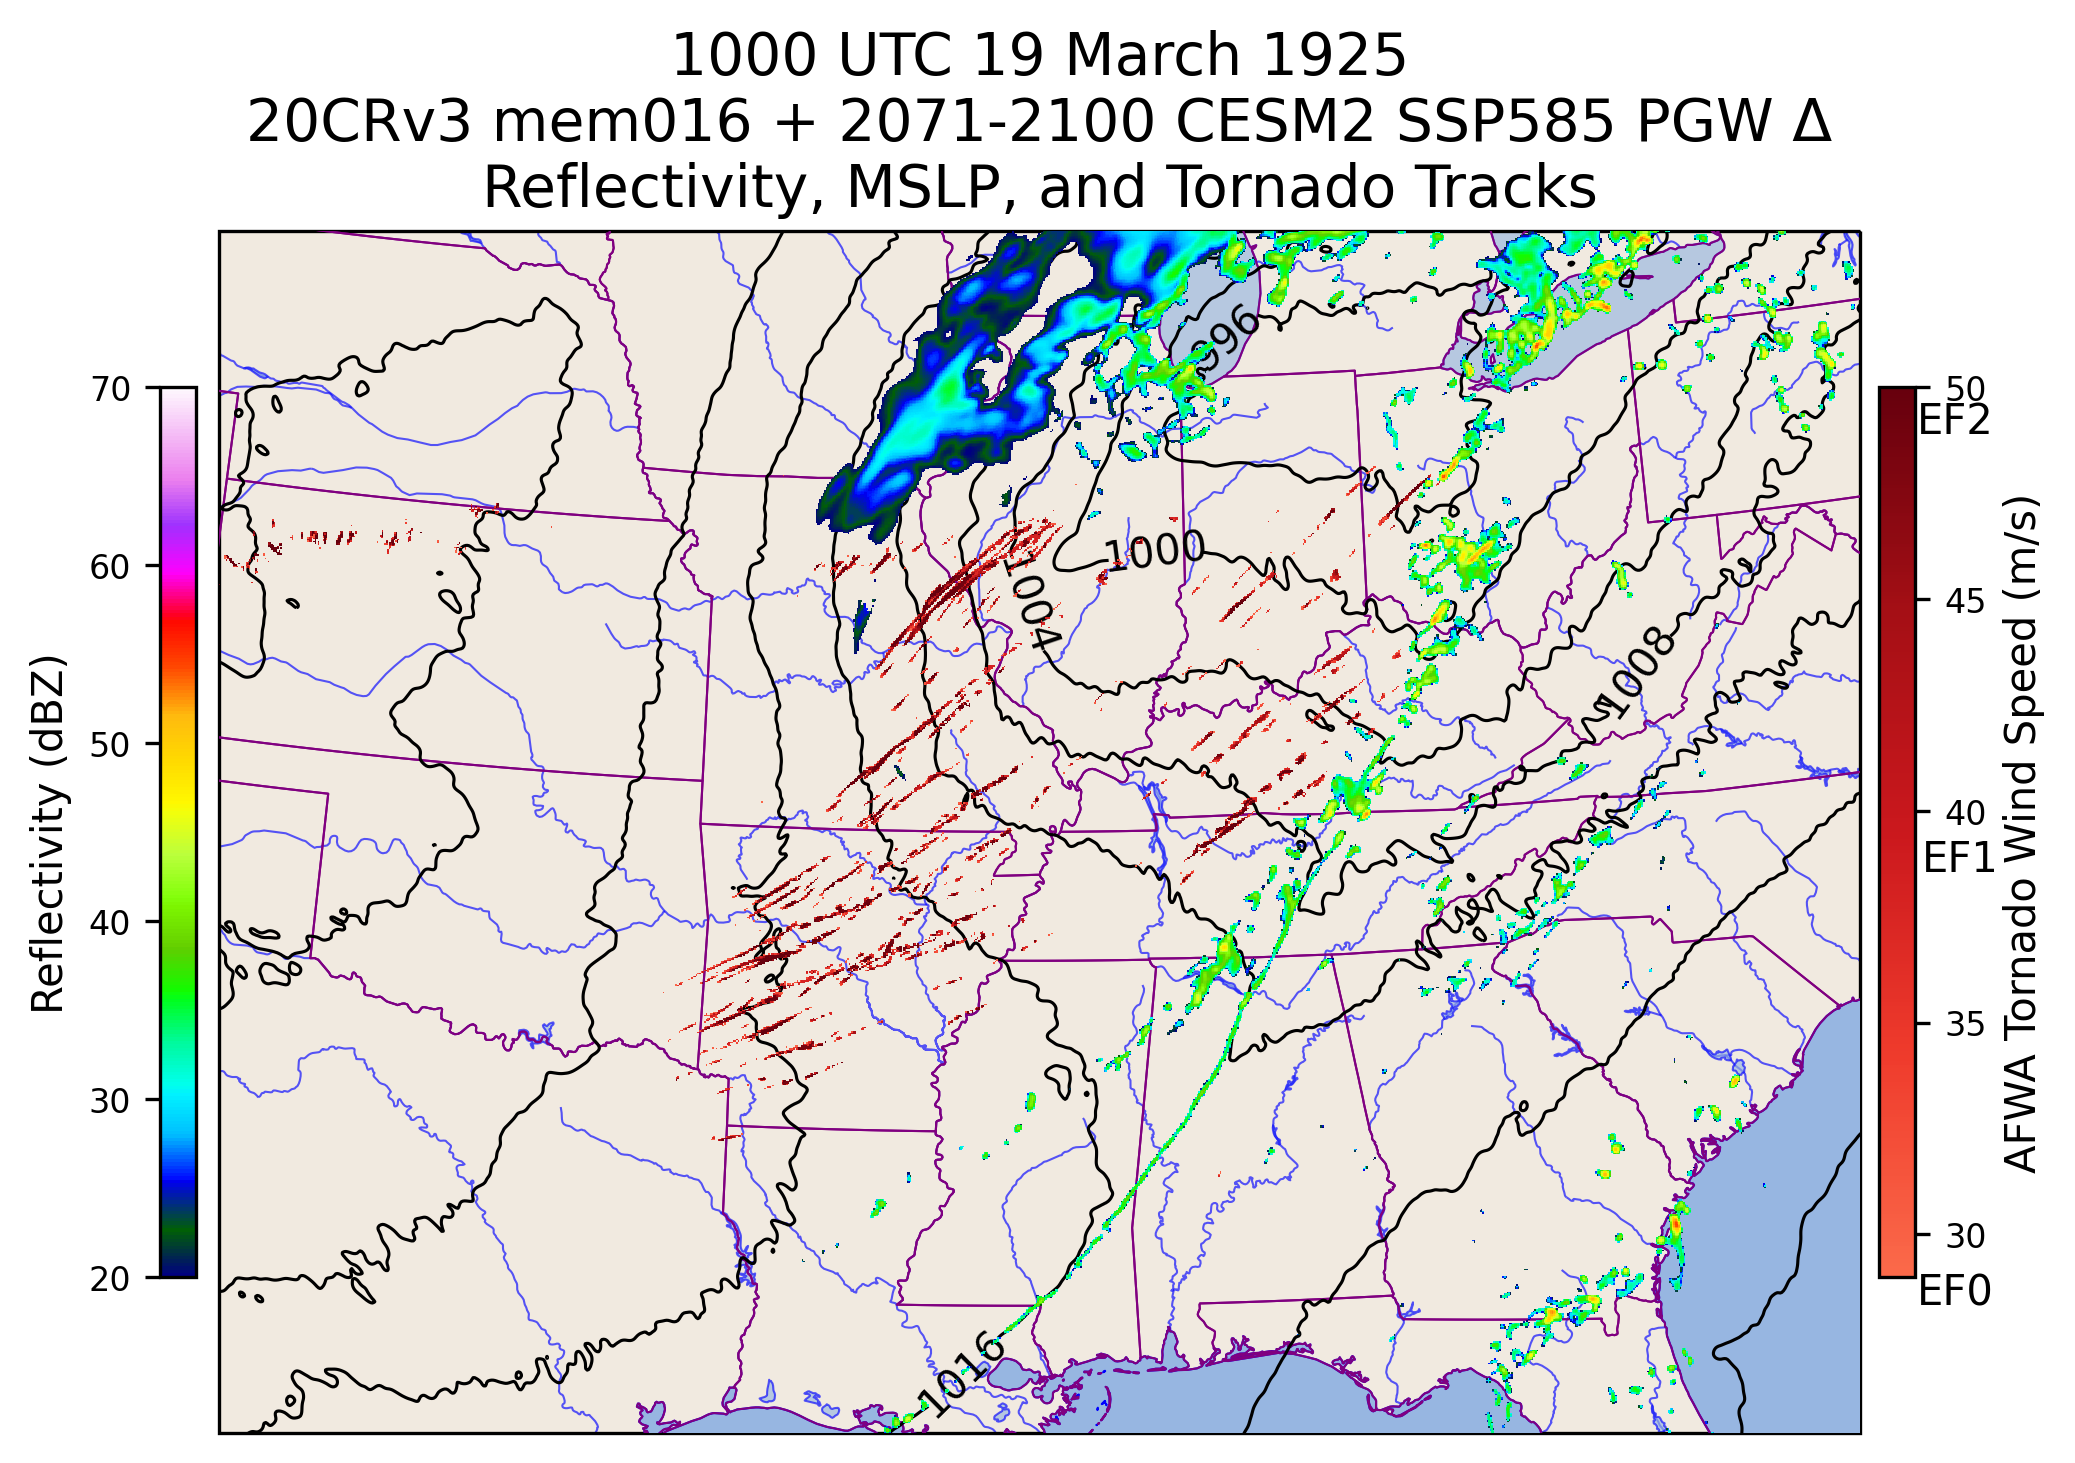 1000 UTC 19 March 1925
20CRv3 mem016 + 2071-2100 CESM2 SSP585 PGW Δ
Reflectivity, MSLP, and Tornado Tracks
70
60
50
40
30
20
Reflectivity (dBZ)
996
1000
1004
1008
1016
50
EF2
45
40
EF1
35
30
EF0
AFWA Tornado Wind Speed (m/s)